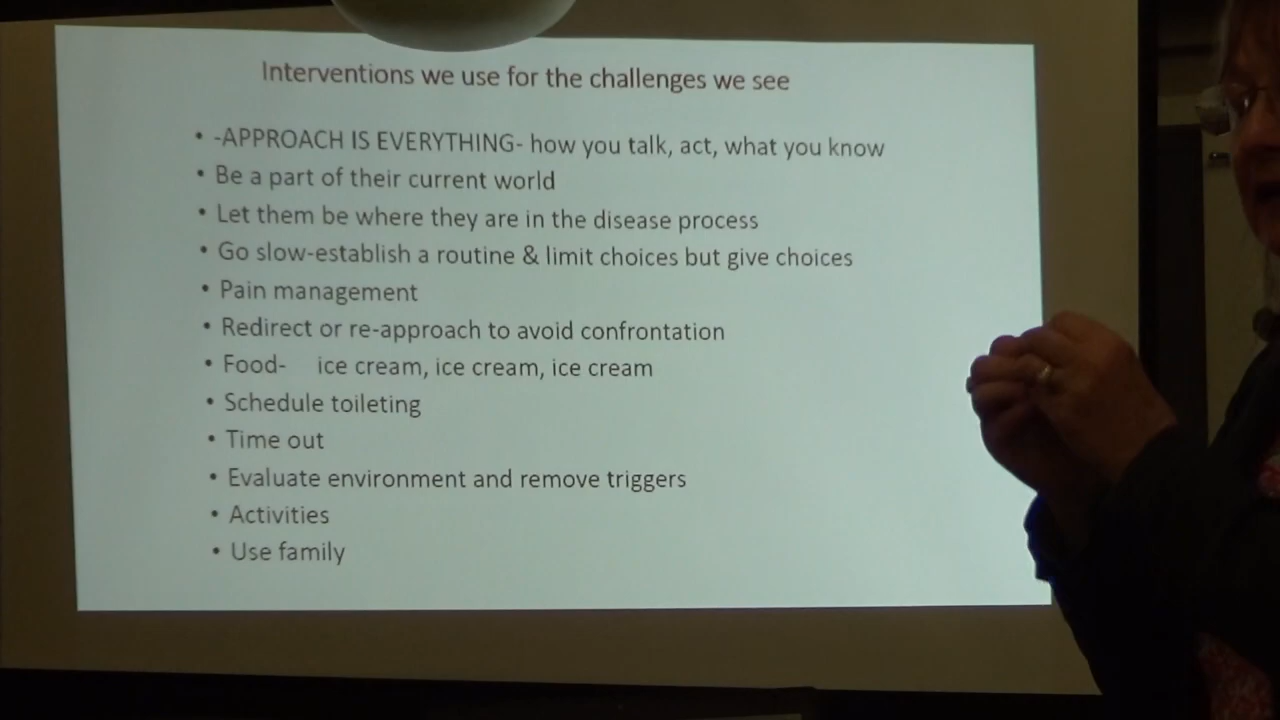 Interventions we use for the challenges we see
• -APPROACH IS EVERYTHING- how you talk, act, what you know
• Be a part of their current world
• Let them be where they are in the disease process
• Go slow-establish a routine & limit choices but give choices
• Pain management
• Redirect or re-approach to avoid confrontation
• Food- ice cream, ice cream, ice cream
• Schedule toileting
• Time out
• Evaluate environment and remove triggers
• Activities
• Use family